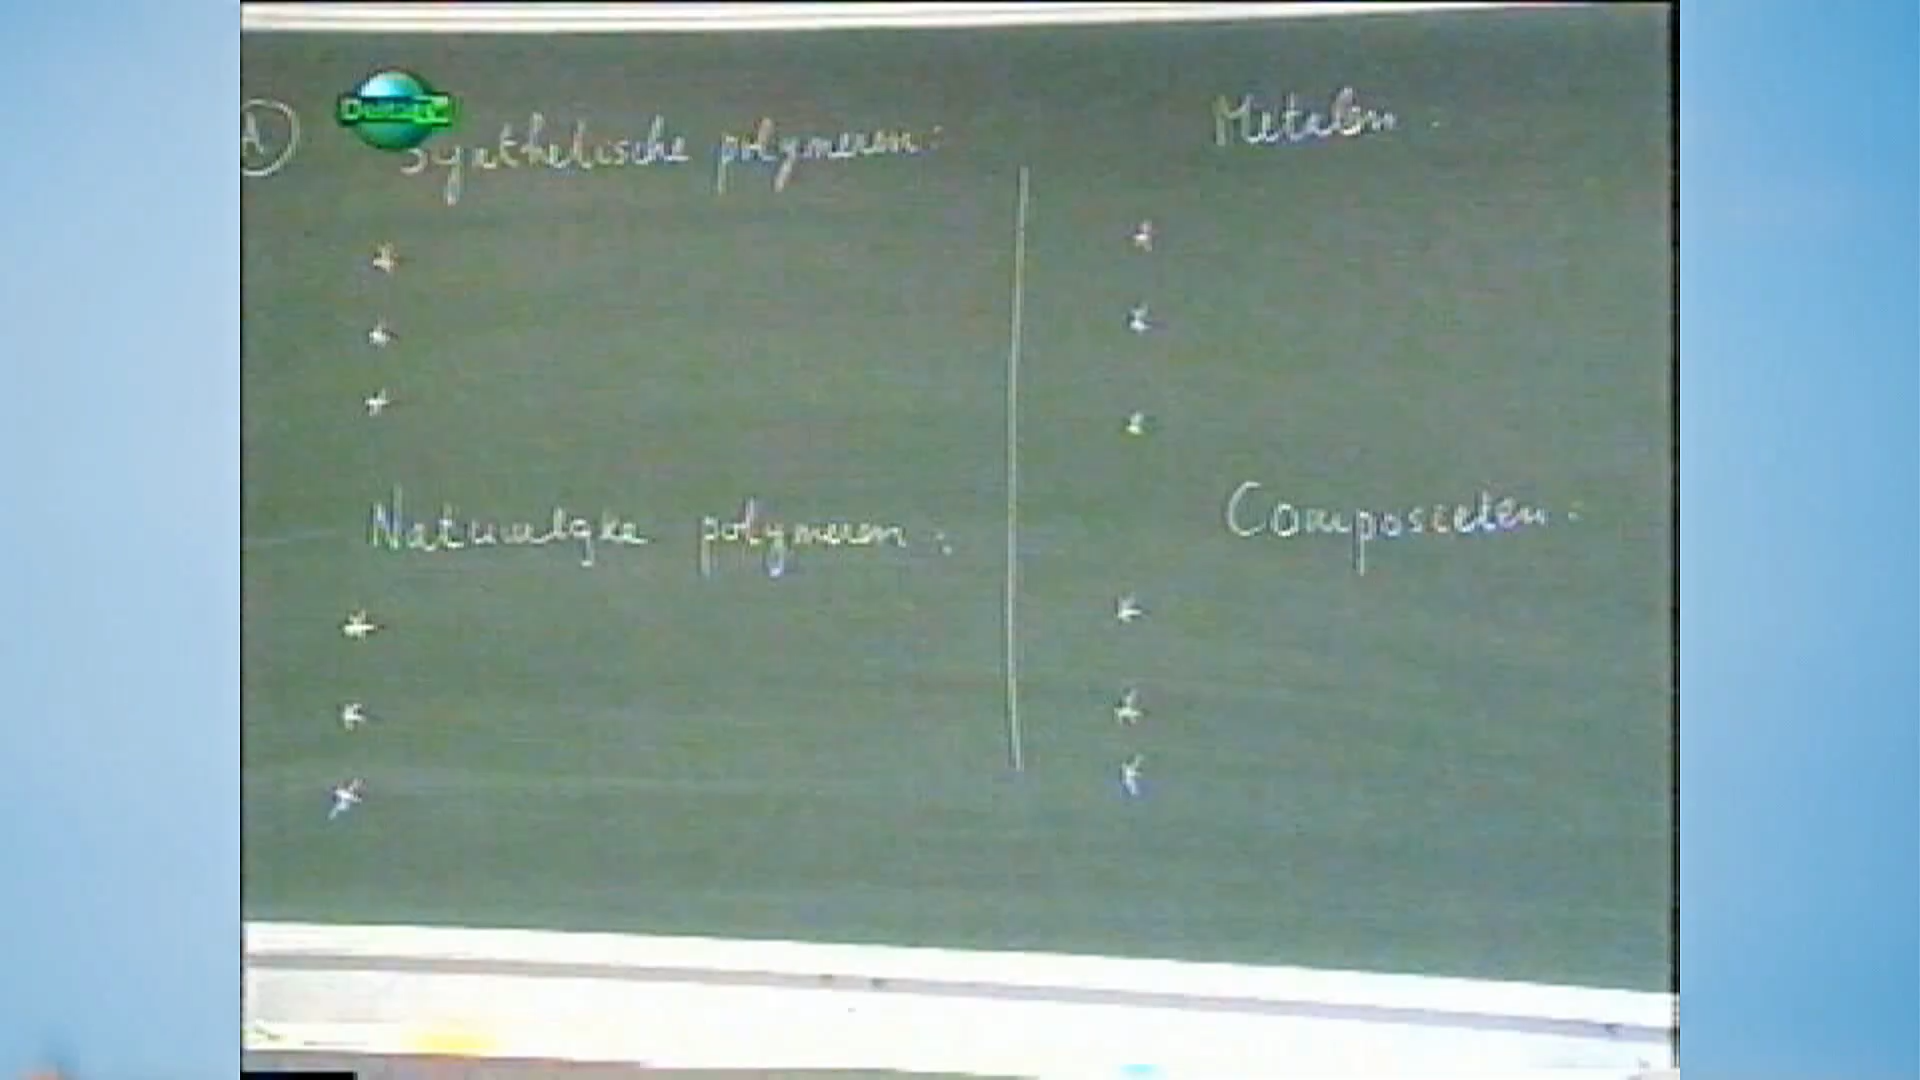 A
Synthetische polymeren:
*
*
*
Natuurlijke polymeren:
*
*
*
Metalen:
*
*
*
Composieten:
*
*
*